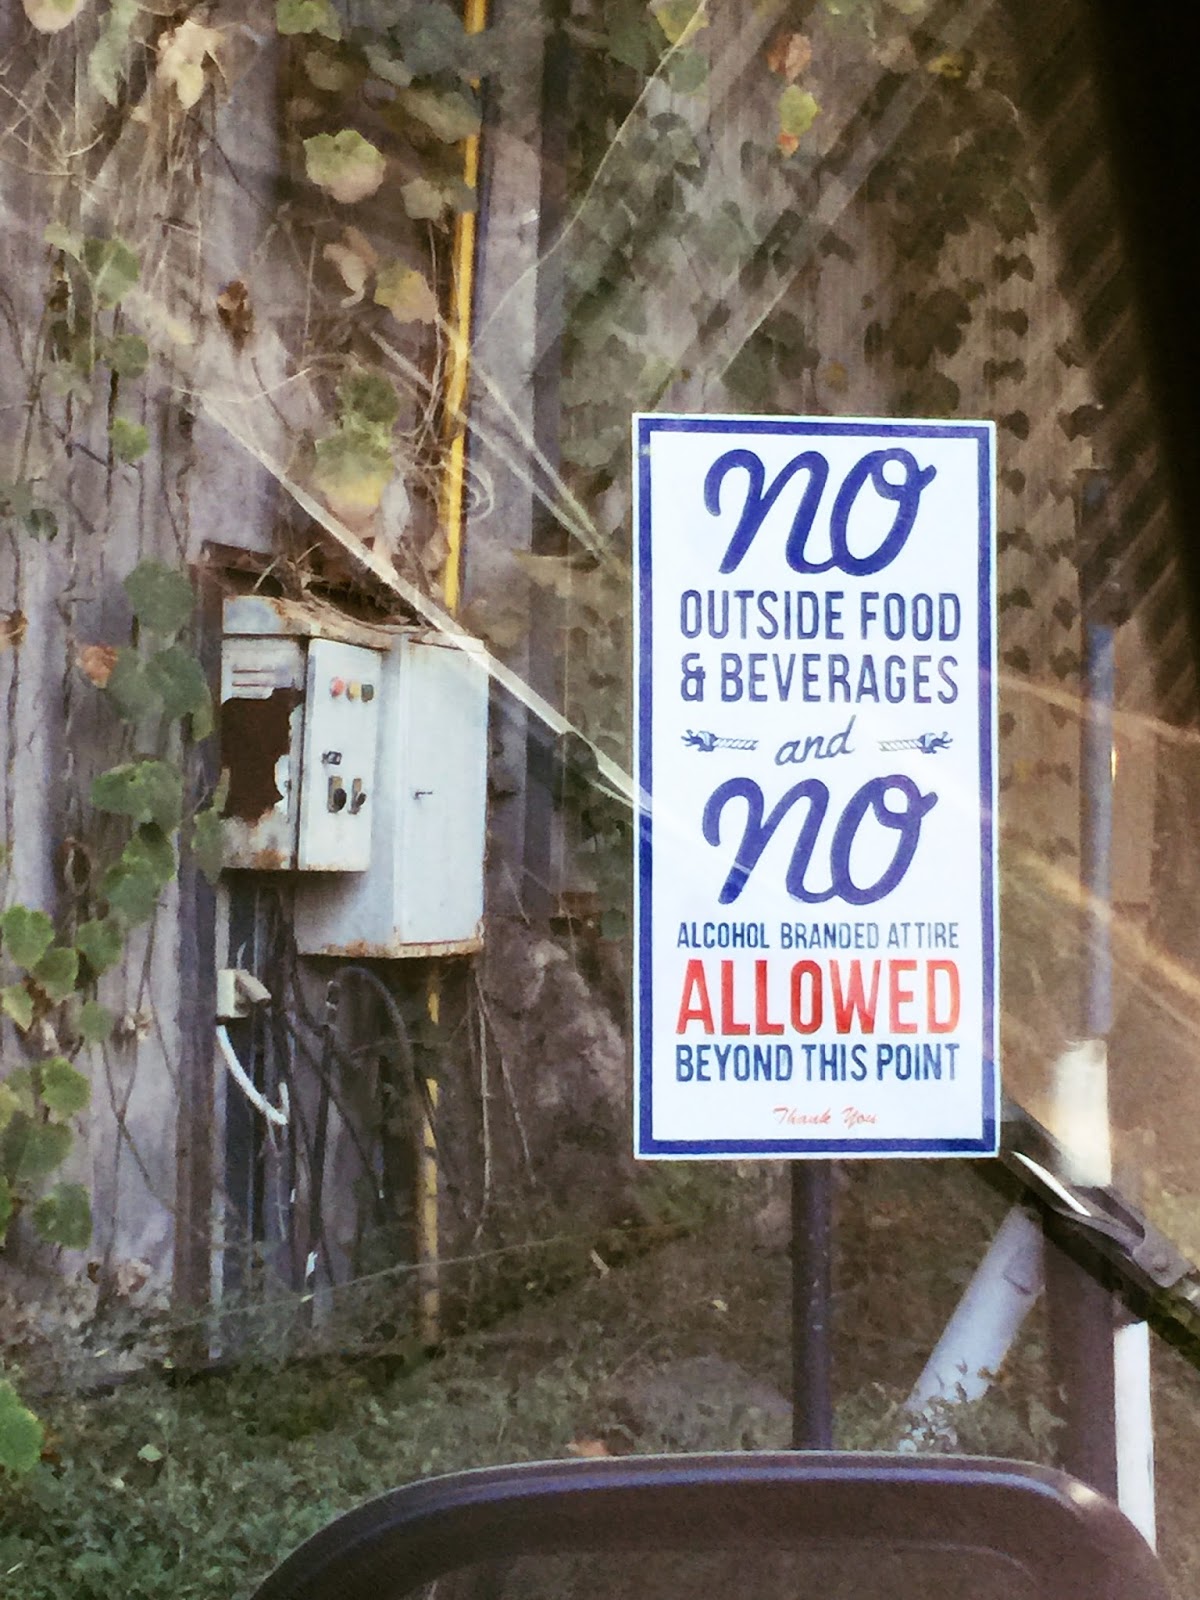 no
OUTSIDE FOOD
& BEVERAGES
and
no
ALCOHOL BRANDED ATTIRE
ALLOWED
BEYOND THIS POINT
Thank You